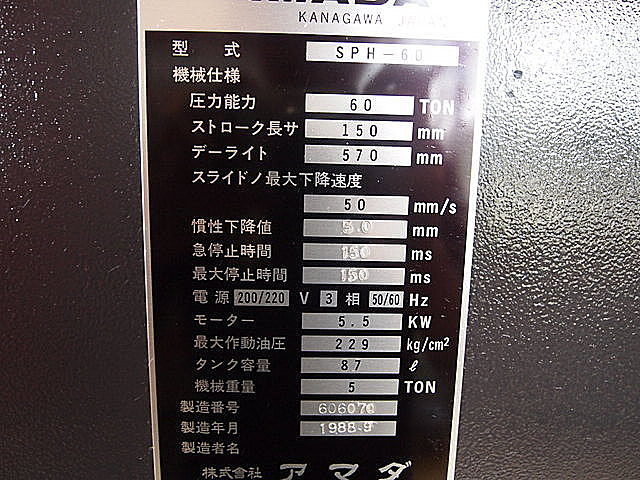 KANAGAWA JAPAN
型 式 SPH-60
機械仕様
圧力能力 60 TON
ストローク長サ 150 mm
デーライト 570 mm
スライドノ最大下降速度
50 mm/s
慣性下降値 5.0 mm
急停止時間 150 ms
最大停止時間 150 ms
電源 200/220 V 3 相 50/60 Hz
モーター 5.5 KW
最大作動油圧 229 kg/cm²
タンク容量 87 ℓ
機械重量 5 TON
製造番号 606070
製造年月 1988.9
製造者名
株式會社 アマダ